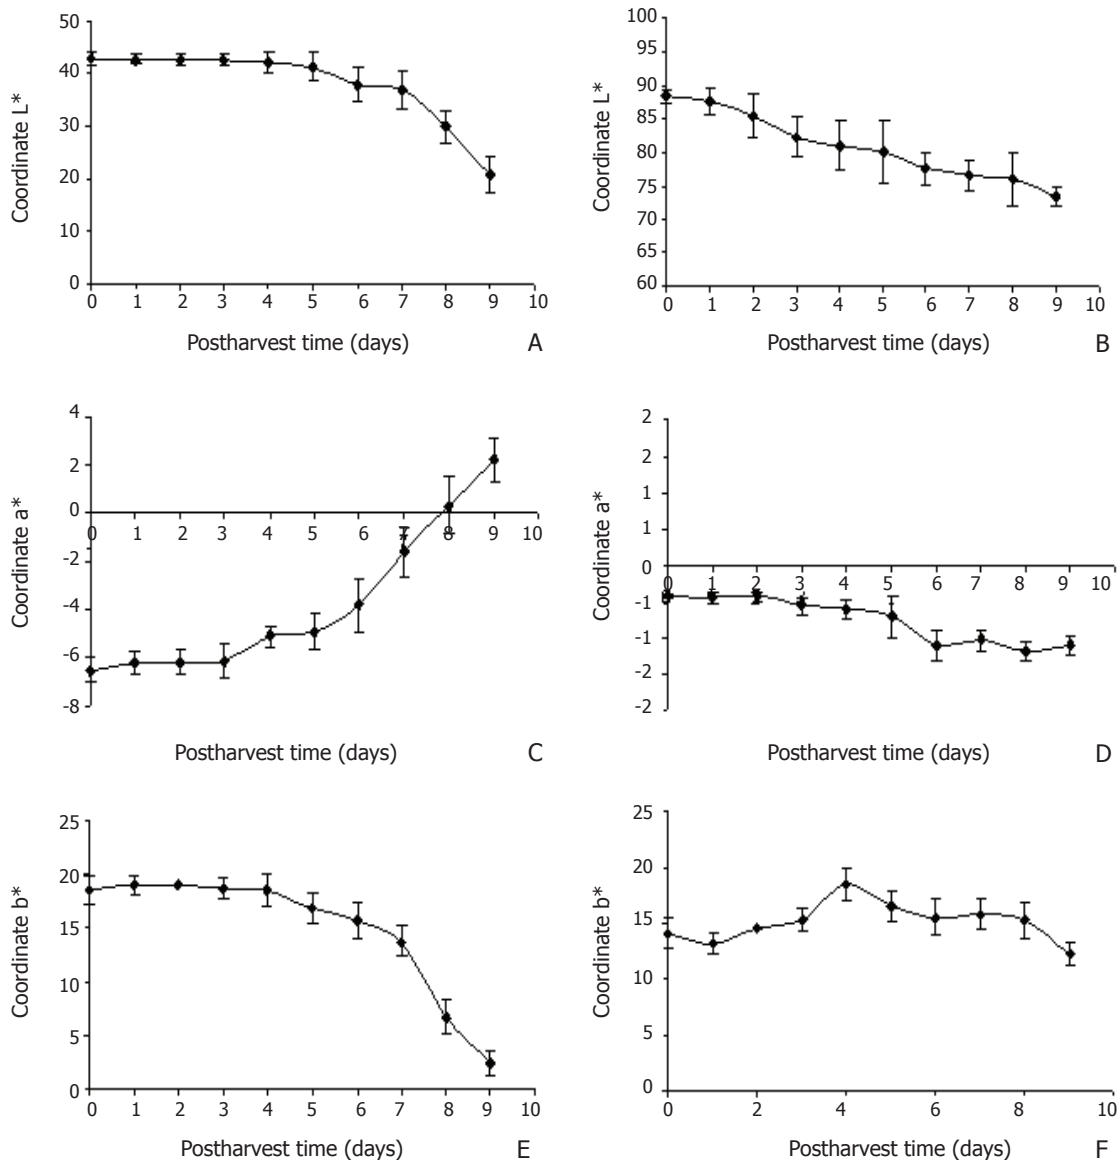 50
40
30
20
10
0
Coordinate L*
0 1 2 3 4 5 6 7 8 9 10
Postharvest time (days)
A
100
95
90
85
80
75
70
65
60
Coordinate L*
0 1 2 3 4 5 6 7 8 9 10
Postharvest time (days)
B
4
2
0
-2
-4
-6
-8
Coordinate a*
0 1 2 3 4 5 6 7 8 9 10
Postharvest time (days)
C
2
2
1
1
0
-1
-1
-2
-2
Coordinate a*
0 1 2 3 4 5 6 7 8 9 10
Postharvest time (days)
D
25
20
15
10
5
0
Coordinate b*
0 1 2 3 4 5 6 7 8 9 10
Postharvest time (days)
E
25
20
15
10
5
0
Coordinate b*
0 2 4 6 8 10
Postharvest time (days)
F